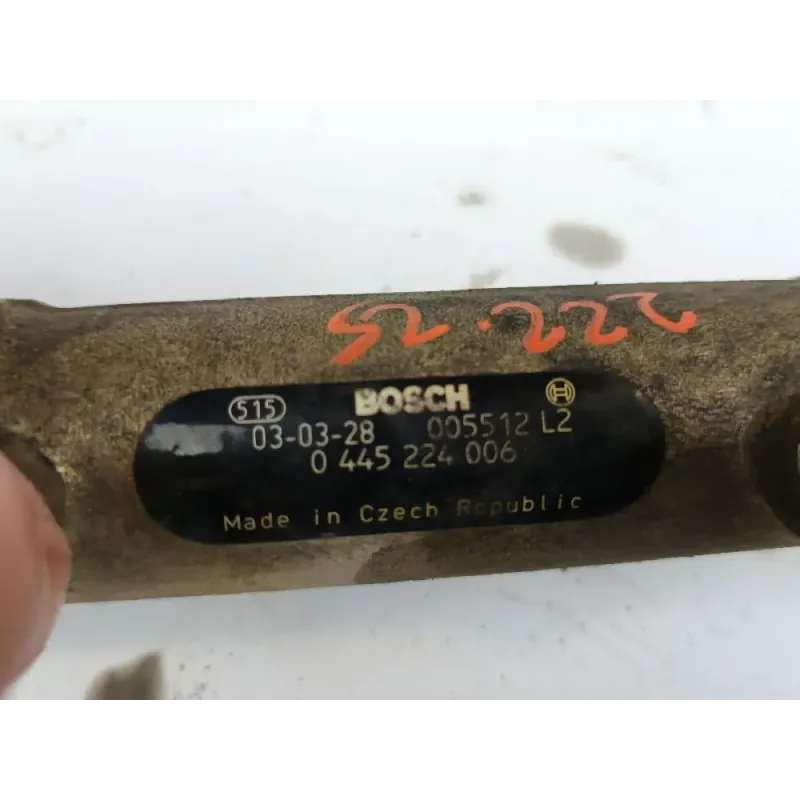 52.222
515 BOSCH
03-03-28 005512 L2
0 445 224 006
Made in Czech Republic